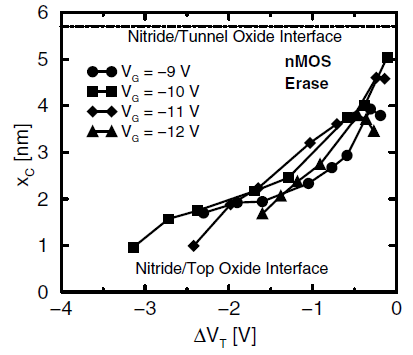 6
Nitride/Tunnel Oxide Interface
5
nMOS
Erase
V_G = −9 V
V_G = −10 V
V_G = −11 V
V_G = −12 V
4
x_C [nm]
3
2
1
Nitride/Top Oxide Interface
0
−4 −3 −2 −1 0
ΔV_T [V]